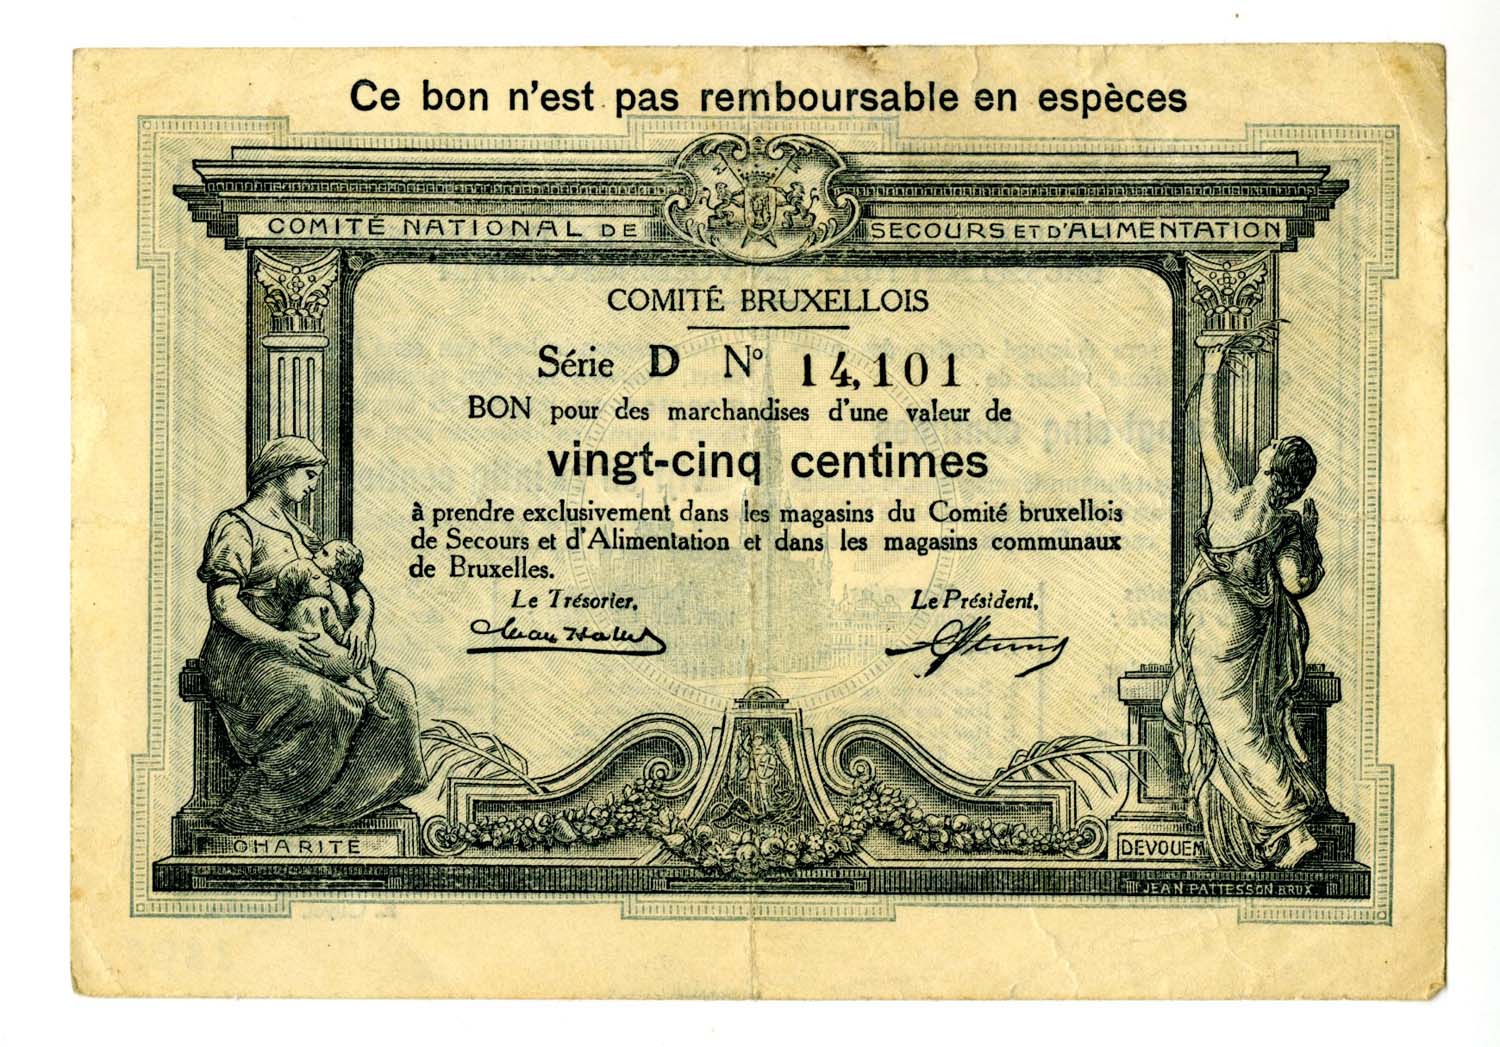 Ce bon n'est pas remboursable en espèces
COMITÉ NATIONAL DE SECOURS ET D'ALIMENTATION
COMITÉ BRUXELLOIS
Série D Nº 14,101
BON pour des marchandises d'une valeur de
vingt-cinq centimes
à prendre exclusivement dans les magasins du Comité bruxellois
de Secours et d'Alimentation et dans les magasins communaux
de Bruxelles.
Le Trésorier, Le Président,
CHARITE DEVOUEM
JEAN PATTESSON BRUX.